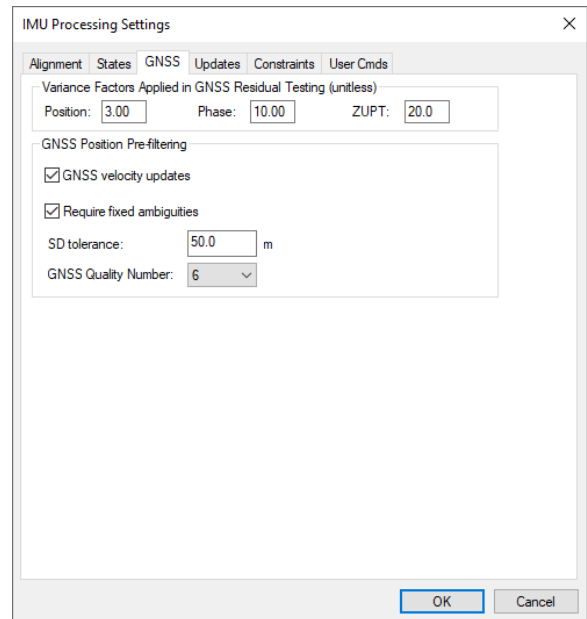 IMU Processing Settings
Alignment States GNSS Updates Constraints User Cmds
Variance Factors Applied in GNSS Residual Testing (unitless)
Position: 3.00 Phase: 10.00 ZUPT: 20.0
GNSS Position Pre-filtering
GNSS velocity updates
Require fixed ambiguities
SD tolerance: 50.0 m
GNSS Quality Number: 6
OK Cancel